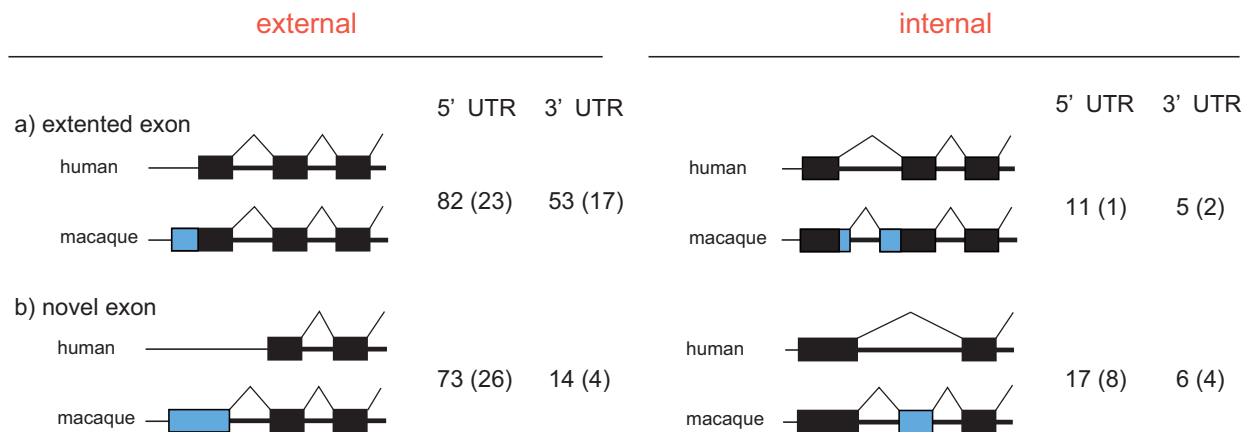 external
internal
5' UTR 3' UTR
5' UTR 3' UTR
a) extented exon
human
human
82 (23) 53 (17)
11 (1) 5 (2)
macaque
macaque
b) novel exon
human
human
73 (26) 14 (4)
17 (8) 6 (4)
macaque
macaque